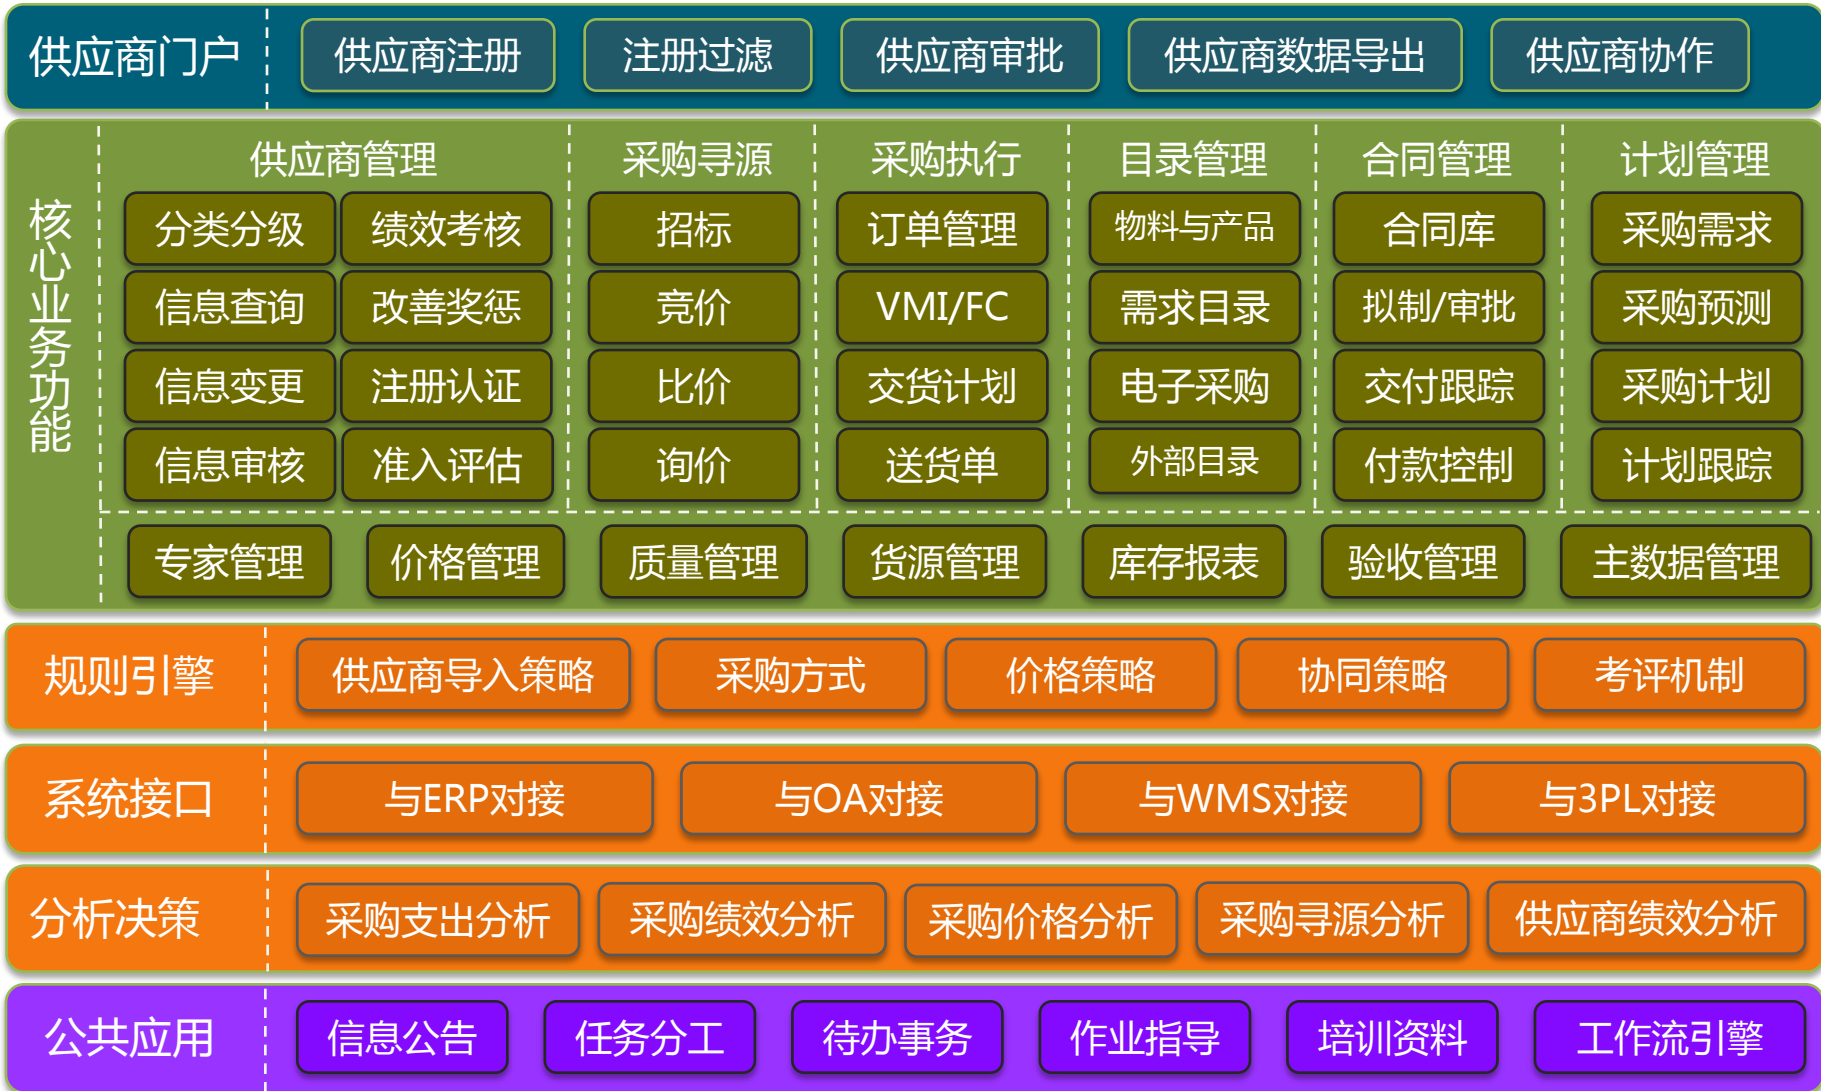 供应商门户
供应商注册
注册过滤
供应商审批
供应商数据导出
供应商协作
核心业务功能
供应商管理
采购寻源
采购执行
目录管理
合同管理
计划管理
分类分级
绩效考核
招标
订单管理
物料与产品
合同库
采购需求
信息查询
改善奖惩
竞价
VMI/FC
需求目录
拟制/审批
采购预测
信息变更
注册认证
比价
交货计划
电子采购
交付跟踪
采购计划
信息审核
准入评估
询价
送货单
外部目录
付款控制
计划跟踪
专家管理
价格管理
质量管理
货源管理
库存报表
验收管理
主数据管理
规则引擎
供应商导入策略
采购方式
价格策略
协同策略
考评机制
系统接口
与ERP对接
与OA对接
与WMS对接
与3PL对接
分析决策
采购支出分析
采购绩效分析
采购价格分析
采购寻源分析
供应商绩效分析
公共应用
信息公告
任务分工
待办事务
作业指导
培训资料
工作流引擎